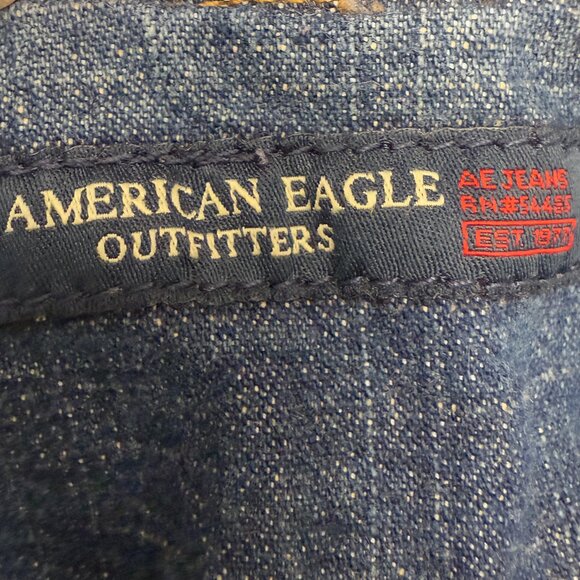 AMERICAN EAGLE
OUTFITTERS
AE JEANS
RN#54485
EST 1977